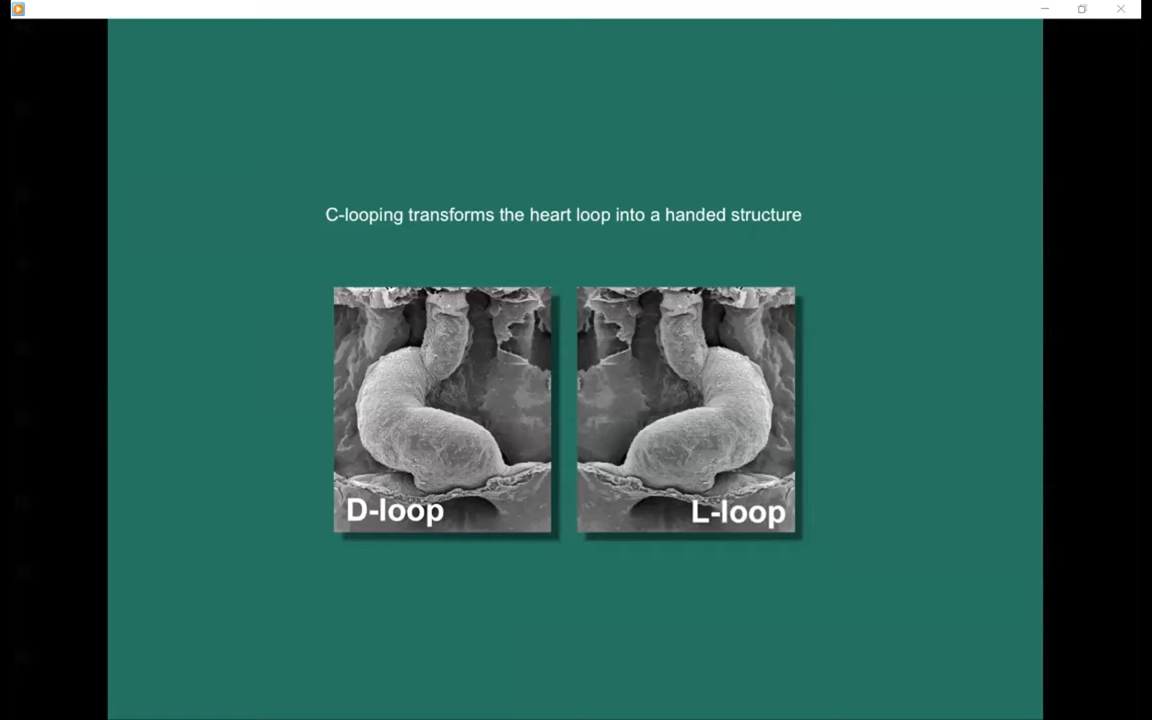 C-looping transforms the heart loop into a handed structure
D-loop
L-loop